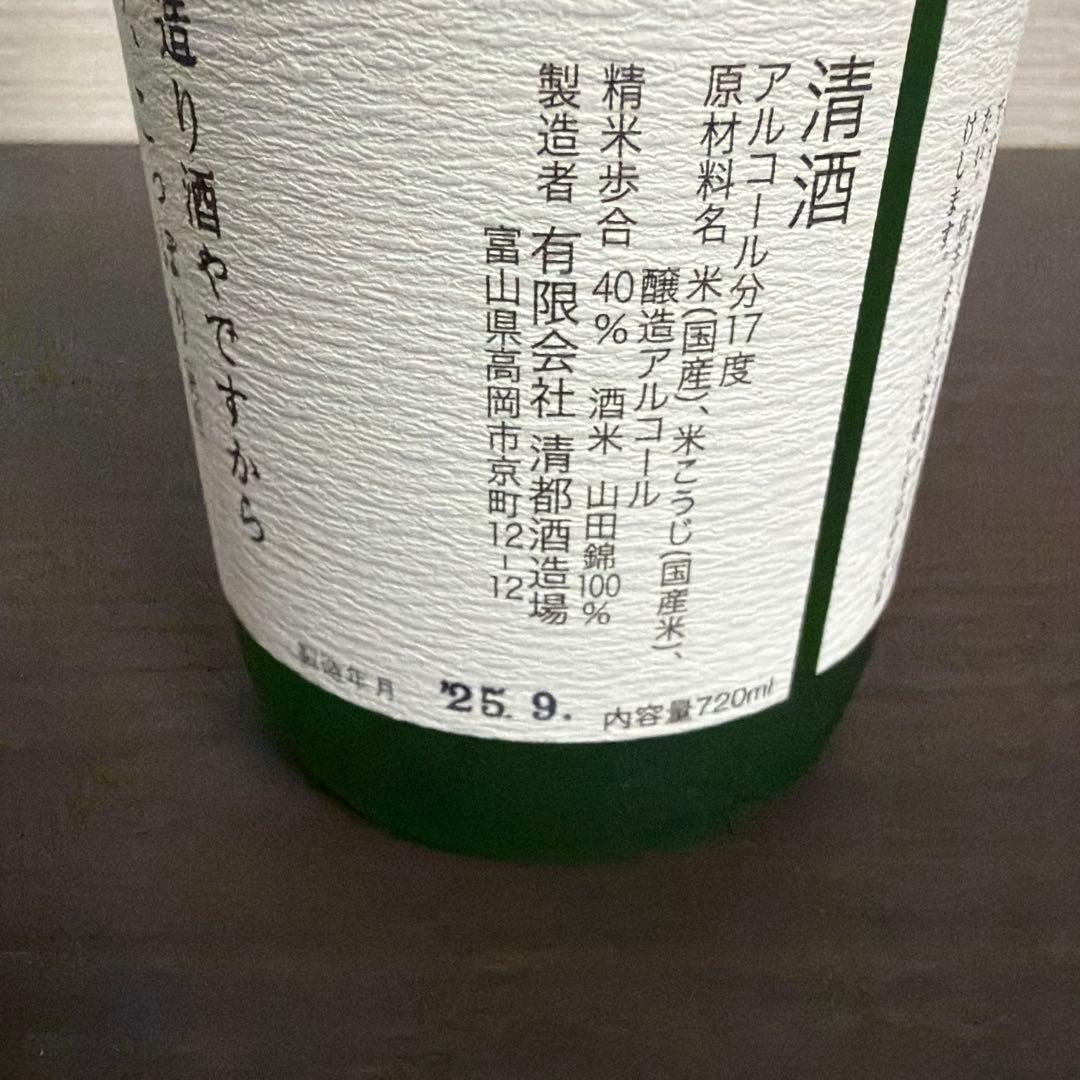 清酒
アルコール分17度
原材料名 米(国産)、米こうじ(国産米)、
醸造アルコール
精米歩合 40% 酒米 山田錦100%
製造者 有限会社 清都酒造場
富山県高岡市京町12-12
製造年月 '25.9.
内容量720ml
造り酒やですから
けします